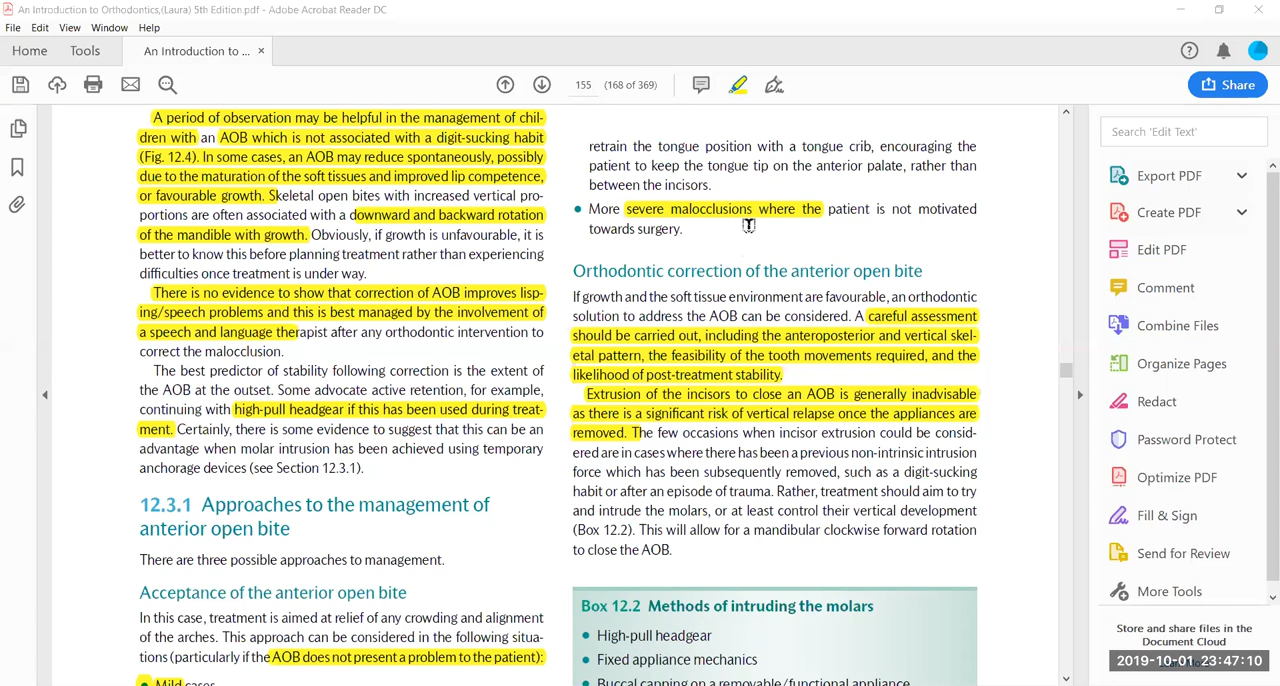 An Introduction to Orthodontics,(Laura) 5th Edition.pdf - Adobe Acrobat Reader DC
File Edit View Window Help
Home Tools An Introduction to ... ×
155 (168 of 369)
Share
A period of observation may be helpful in the management of chil-
dren with an AOB which is not associated with a digit-sucking habit
(Fig. 12.4). In some cases, an AOB may reduce spontaneously, possibly
due to the maturation of the soft tissues and improved lip competence,
or favourable growth. Skeletal open bites with increased vertical pro-
portions are often associated with a downward and backward rotation
of the mandible with growth. Obviously, if growth is unfavourable, it is
better to know this before planning treatment rather than experiencing
difficulties once treatment is under way.
There is no evidence to show that correction of AOB improves lisp-
ing/speech problems and this is best managed by the involvement of
a speech and language therapist after any orthodontic intervention to
correct the malocclusion.
The best predictor of stability following correction is the extent of
the AOB at the outset. Some advocate active retention, for example,
continuing with high-pull headgear if this has been used during treat-
ment. Certainly, there is some evidence to suggest that this can be an
advantage when molar intrusion has been achieved using temporary
anchorage devices (see Section 12.3.1).
12.3.1 Approaches to the management of
anterior open bite
There are three possible approaches to management.
Acceptance of the anterior open bite
In this case, treatment is aimed at relief of any crowding and alignment
of the arches. This approach can be considered in the following situa-
tions (particularly if the AOB does not present a problem to the patient):
• Mild cases
retrain the tongue position with a tongue crib, encouraging the
patient to keep the tongue tip on the anterior palate, rather than
between the incisors.
• More severe malocclusions where the patient is not motivated
towards surgery.
Orthodontic correction of the anterior open bite
If growth and the soft tissue environment are favourable, an orthodontic
solution to address the AOB can be considered. A careful assessment
should be carried out, including the anteroposterior and vertical skel-
etal pattern, the feasibility of the tooth movements required, and the
likelihood of post-treatment stability.
Extrusion of the incisors to close an AOB is generally inadvisable
as there is a significant risk of vertical relapse once the appliances are
removed. The few occasions when incisor extrusion could be consid-
ered are in cases where there has been a previous non-intrinsic intrusion
force which has been subsequently removed, such as a digit-sucking
habit or after an episode of trauma. Rather, treatment should aim to try
and intrude the molars, or at least control their vertical development
(Box 12.2). This will allow for a mandibular clockwise forward rotation
to close the AOB.
Box 12.2 Methods of intruding the molars
• High-pull headgear
• Fixed appliance mechanics
• Buccal capping on a removable/functional appliance
Search 'Edit Text'
Export PDF
Create PDF
Edit PDF
Comment
Combine Files
Organize Pages
Redact
Password Protect
Optimize PDF
Fill & Sign
Send for Review
More Tools
Store and share files in the
Document Cloud
2019-10-01 23:47:10